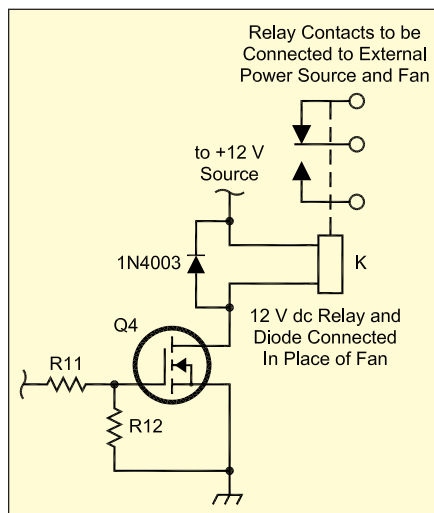 Relay Contacts to be
Connected to External
Power Source and Fan
to +12 V
Source
1N4003
K
12 V dc Relay and
Diode Connected
In Place of Fan
Q4
R11
R12